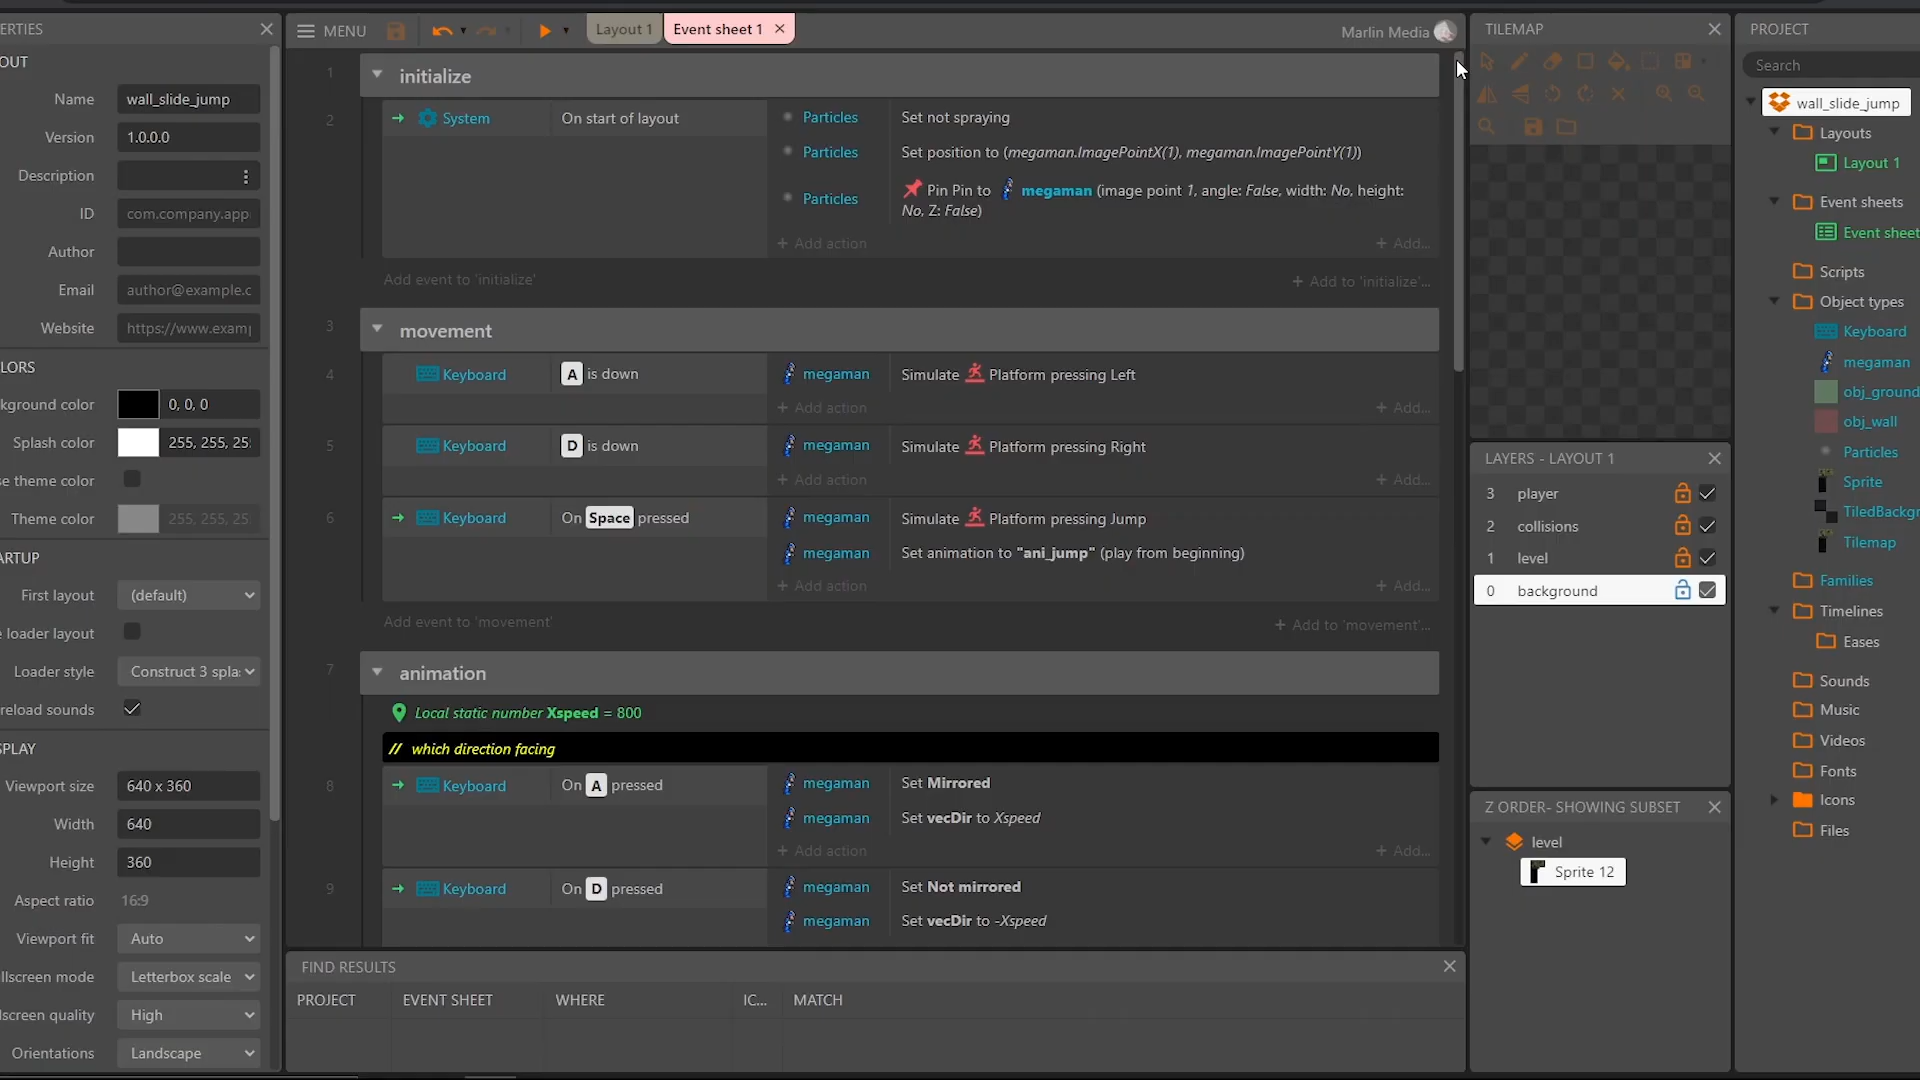 ERTIES
OUT
Name wall_slide_jump
Version 1.0.0.0
Description
ID com.company.app
Author
Email author@example.c
Website https://www.examp
LORS
kground color 0, 0, 0
Splash color 255, 255, 25
se theme color
Theme color 255, 255, 25
ARTUP
First layout (default)
e loader layout
Loader style Construct 3 spla
reload sounds
SPLAY
Viewport size 640 x 360
Width 640
Height 360
Aspect ratio 16:9
Viewport fit Auto
llscreen mode Letterbox scale
lscreen quality High
Orientations Landscape
MENU Layout 1 Event sheet 1 Marlin Media
1 initialize
2 System On start of layout Particles Set not spraying
Particles Set position to (megaman.ImagePointX(1), megaman.ImagePointY(1))
Particles Pin Pin to megaman (image point 1, angle: False, width: No, height:
No, Z: False)
+ Add action + Add...
Add event to 'initialize' + Add to 'initialize'...
3 movement
4 Keyboard A is down megaman Simulate Platform pressing Left
+ Add action + Add...
5 Keyboard D is down megaman Simulate Platform pressing Right
+ Add action + Add...
6 Keyboard On Space pressed megaman Simulate Platform pressing Jump
megaman Set animation to "ani_jump" (play from beginning)
+ Add action + Add...
Add event to 'movement' + Add to 'movement'...
7 animation
Local static number Xspeed = 800
// which direction facing
8 Keyboard On A pressed megaman Set Mirrored
megaman Set vecDir to Xspeed
+ Add action + Add...
9 Keyboard On D pressed megaman Set Not mirrored
megaman Set vecDir to -Xspeed
FIND RESULTS
PROJECT EVENT SHEET WHERE IC... MATCH
TILEMAP
LAYERS - LAYOUT 1
3 player
2 collisions
1 level
0 background
Z ORDER- SHOWING SUBSET
level
Sprite 12
PROJECT
Search
wall_slide_jump
Layouts
Layout 1
Event sheets
Event sheet
Scripts
Object types
Keyboard
megaman
obj_ground
obj_wall
Particles
Sprite
TiledBackgr
Tilemap
Families
Timelines
Eases
Sounds
Music
Videos
Fonts
Icons
Files